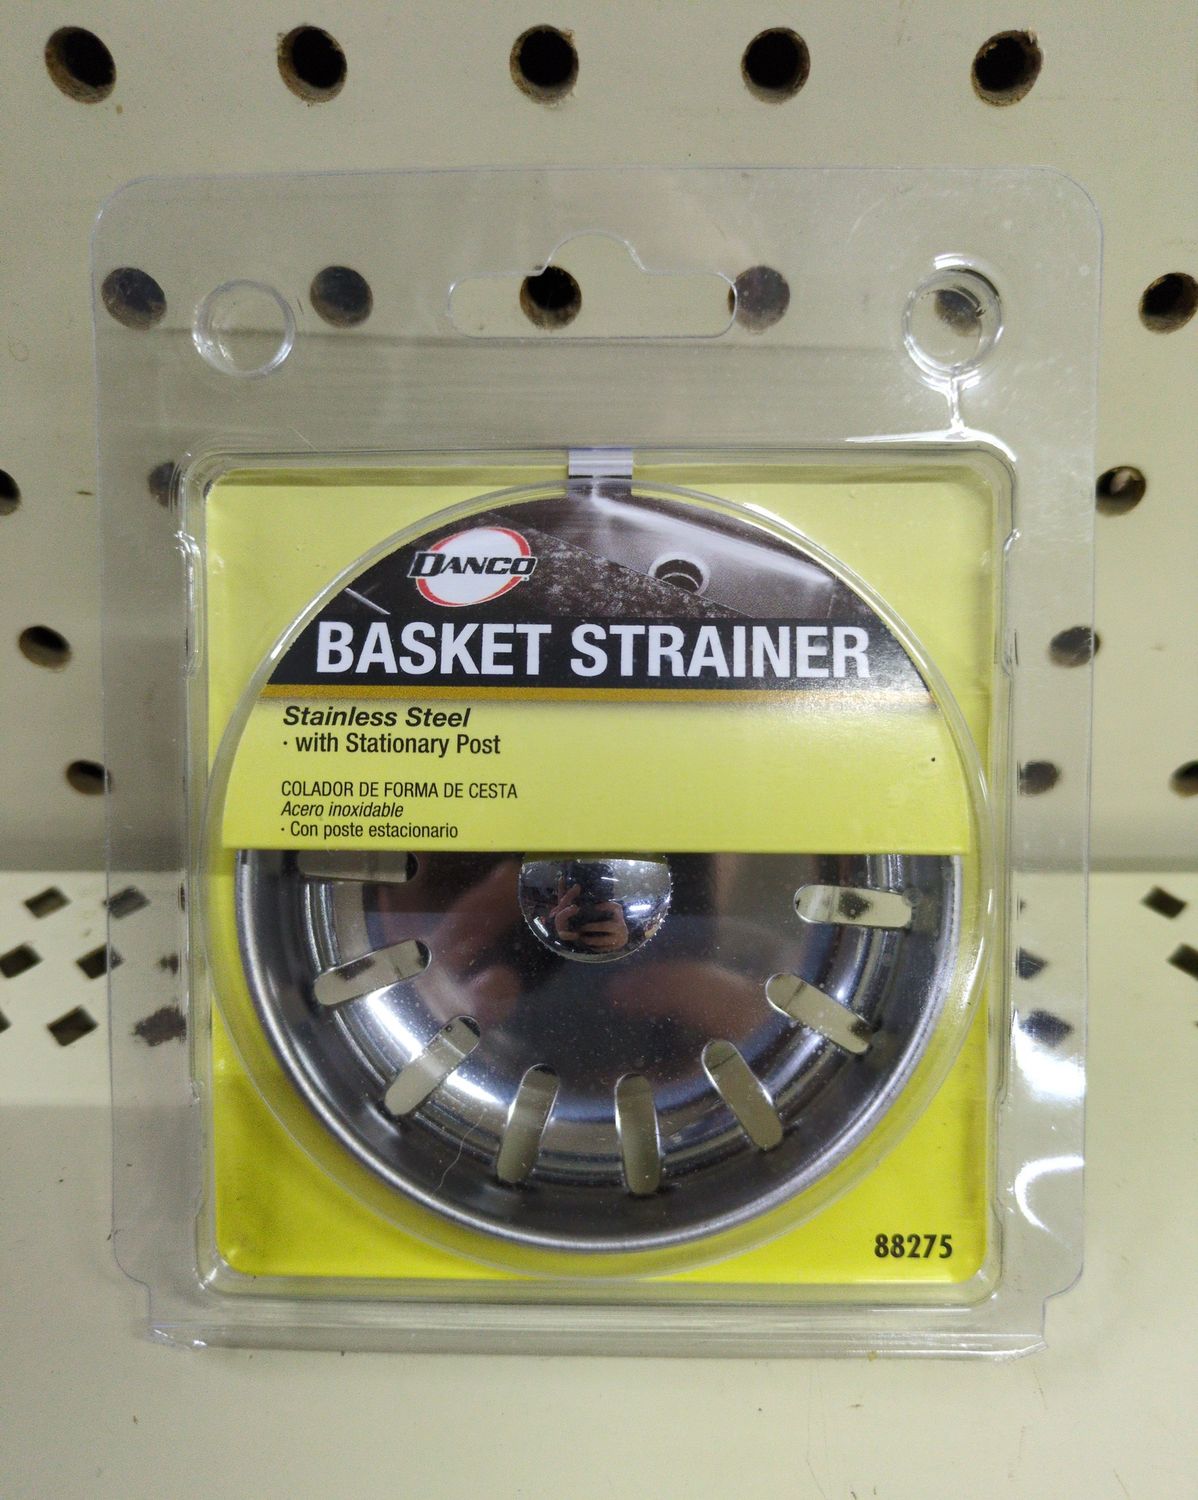 DANCO
BASKET STRAINER
Stainless Steel
· with Stationary Post
COLADOR DE FORMA DE CESTA
Acero inoxidable
· Con poste estacionario
88275